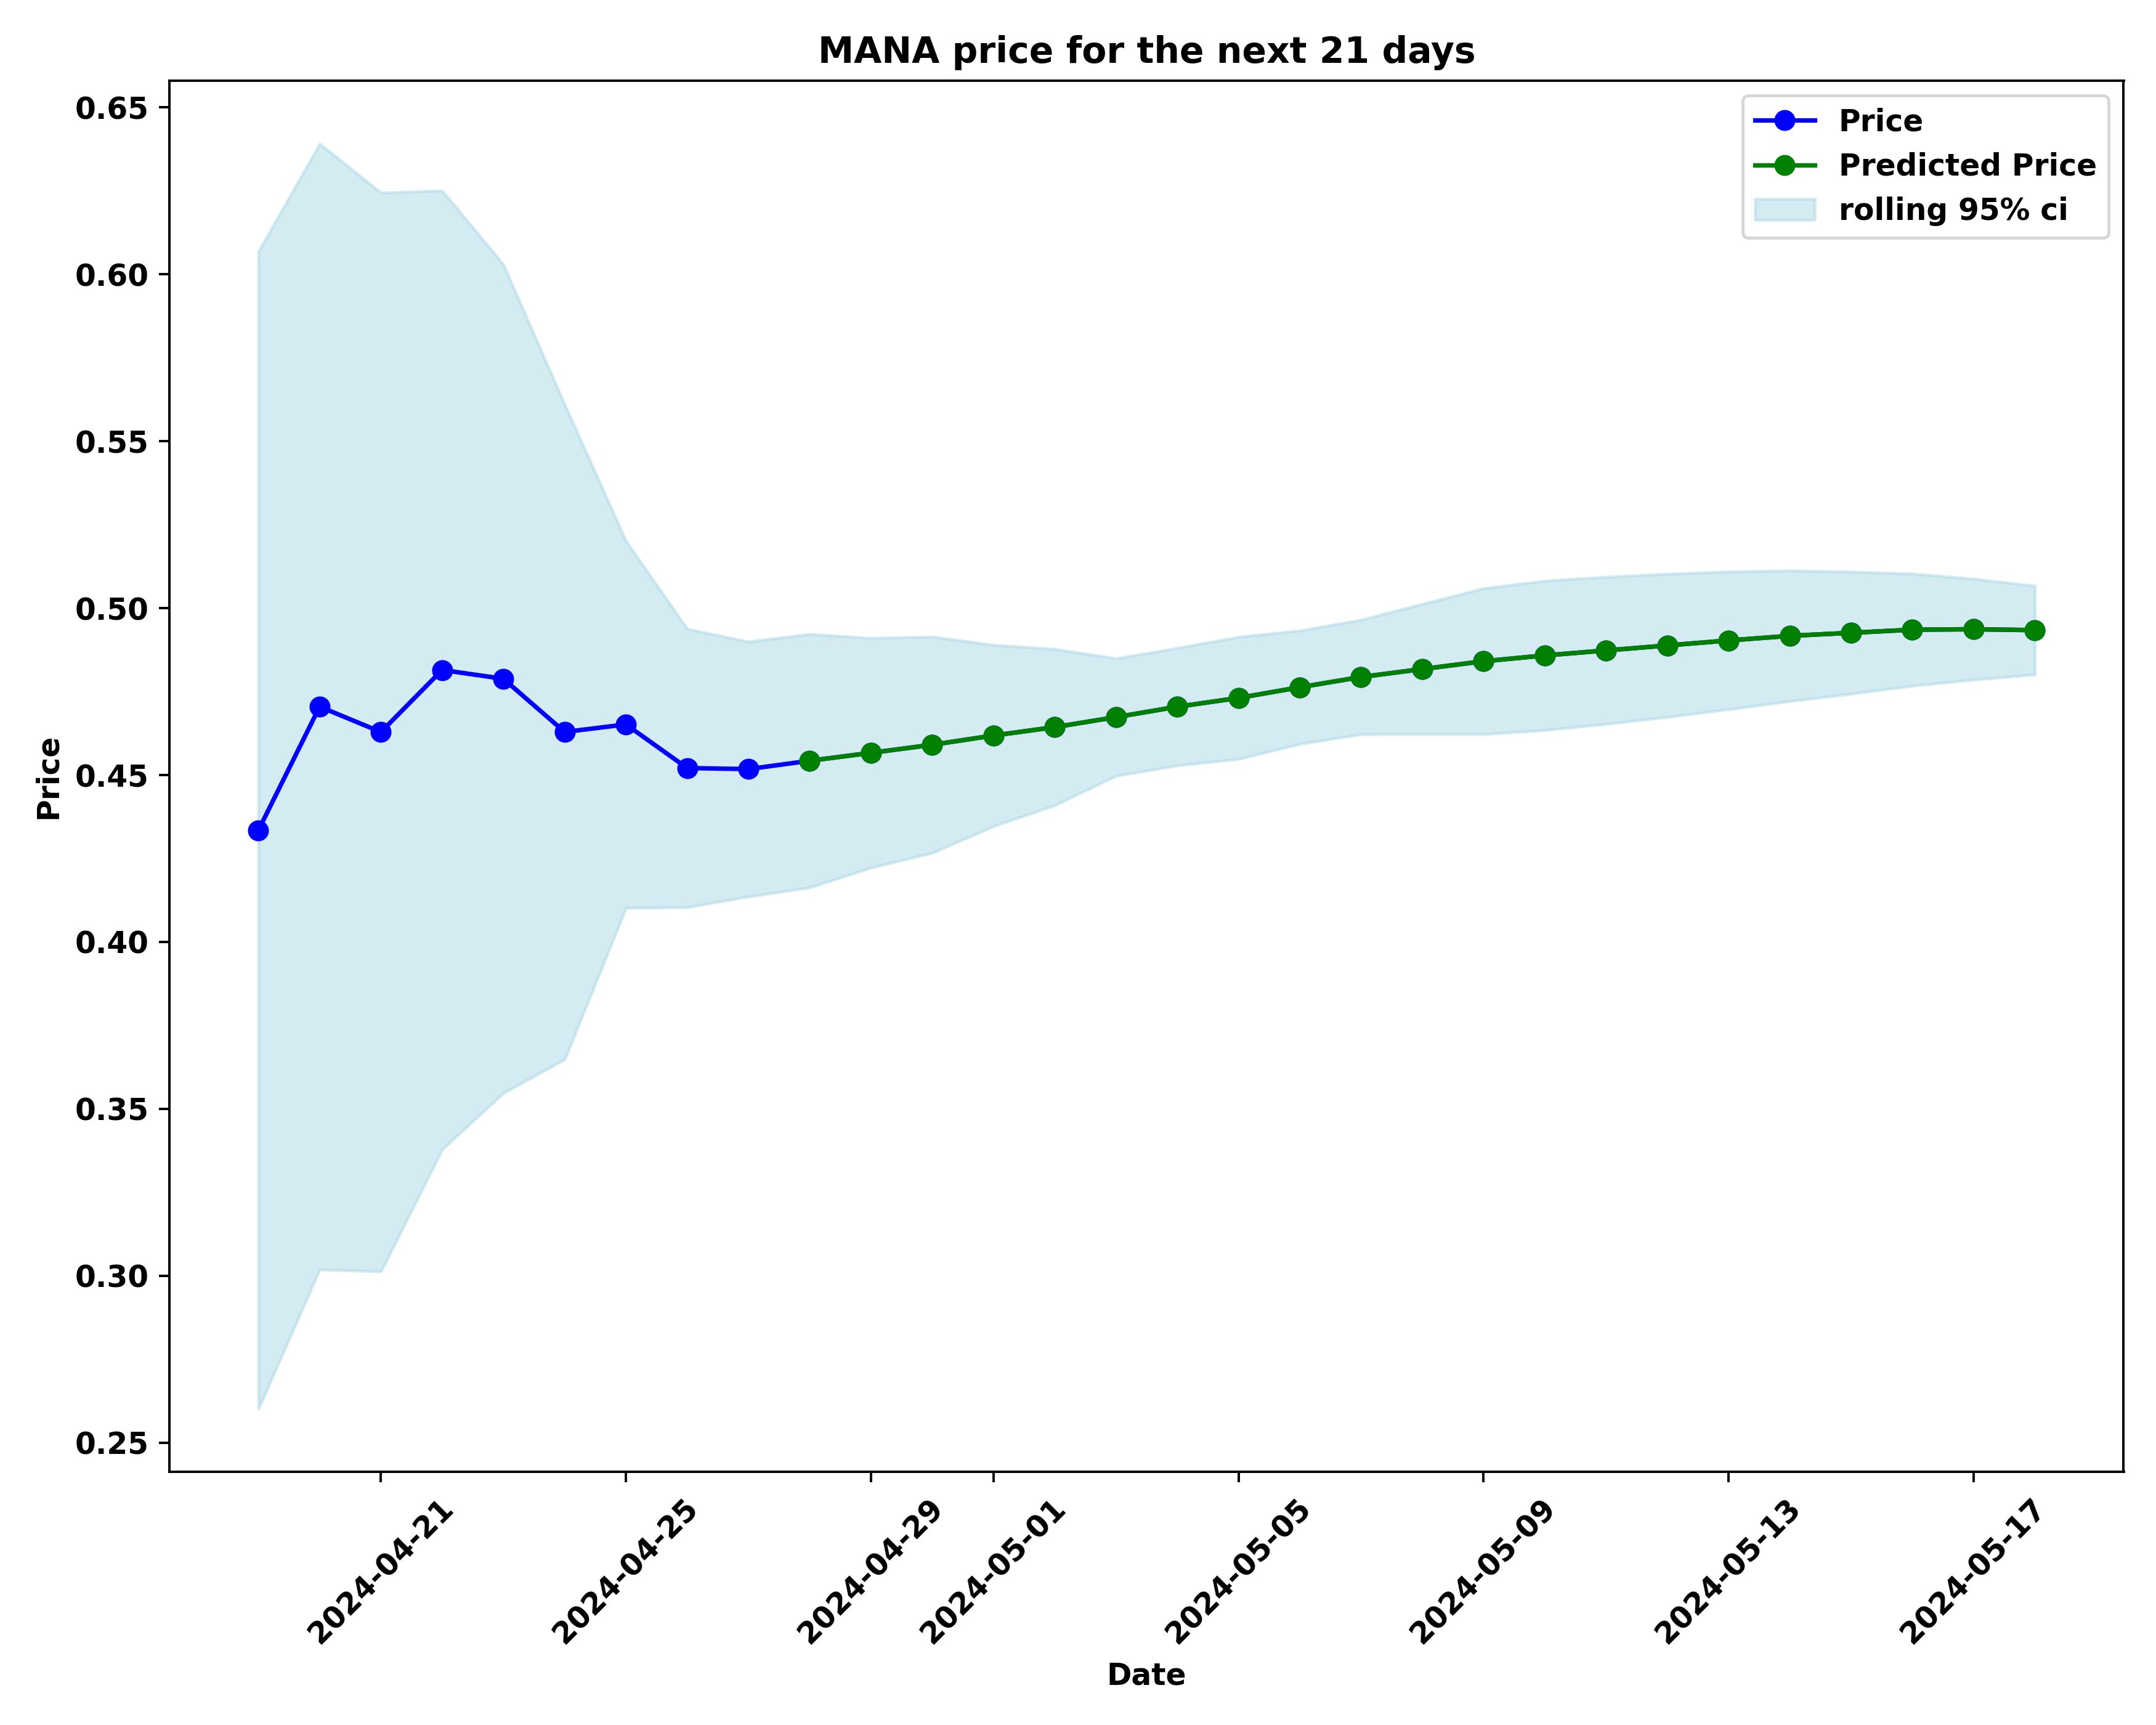 MANA price for the next 21 days
Price
Predicted Price
rolling 95% ci
0.65
0.60
0.55
0.50
0.45
0.40
0.35
0.30
0.25
Price
2024-04-21
2024-04-25
2024-04-29
2024-05-01
2024-05-05
2024-05-09
2024-05-13
2024-05-17
Date